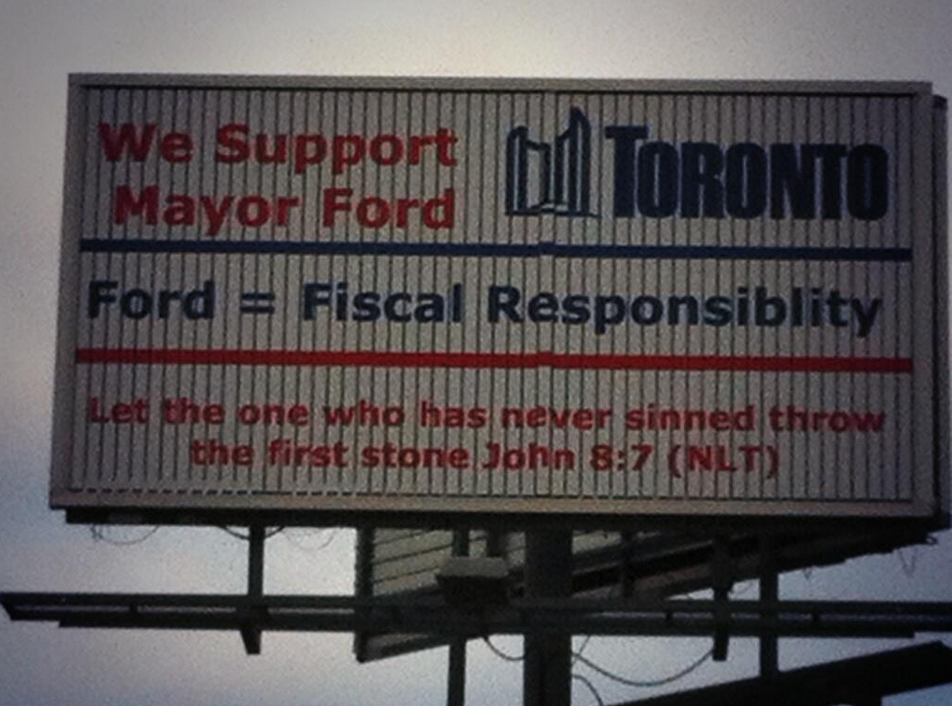 We Support
Mayor Ford
TORONTO
Ford = Fiscal Responsiblity
Let the one who has never sinned throw
the first stone John 8:7 (NLT)